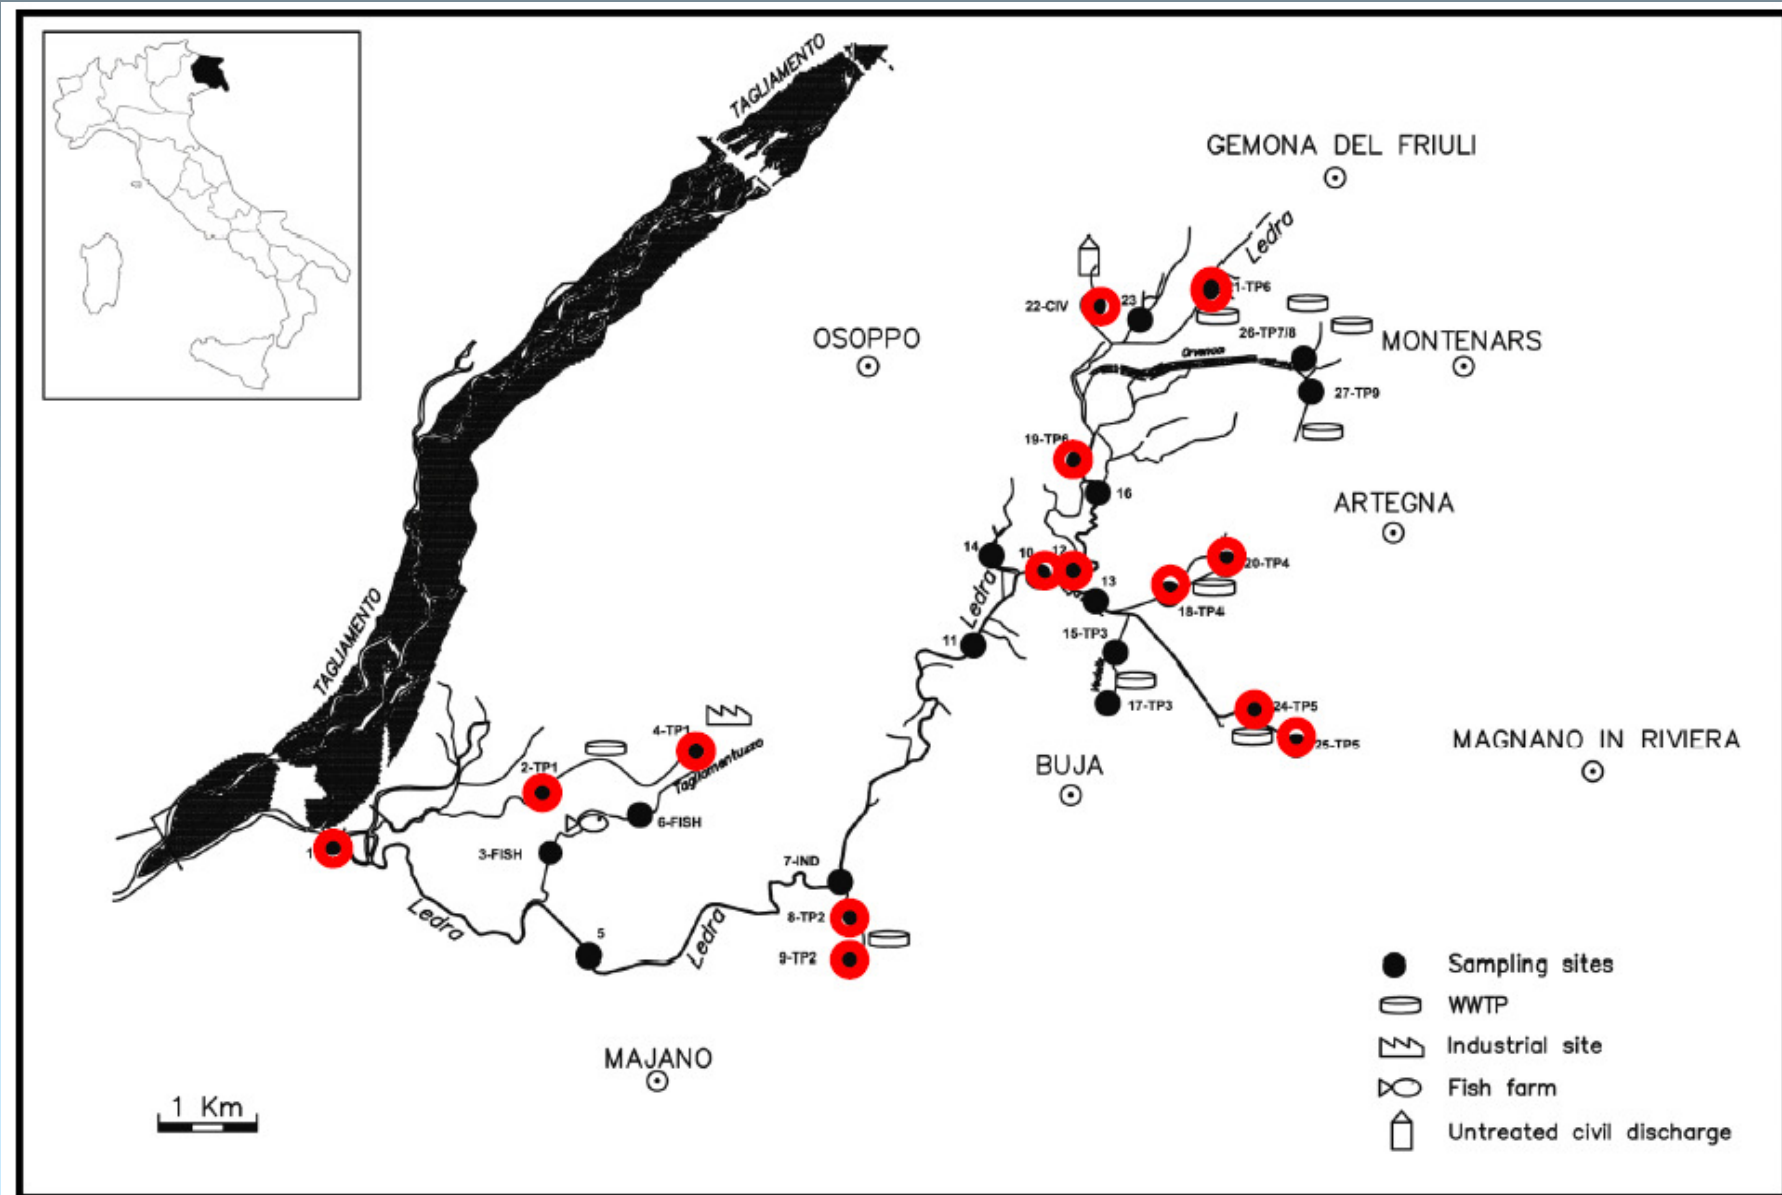 TAGLIAMENTO
GEMONA DEL FRIULI
Ledra
22-CIV
23
1-TP6
26-TP7/8
OSOPPO
MONTENARS
Orvenco
27-TP9
19-TP6
16
ARTEGNA
14
10
12
20-TP4
13
18-TP4
Ledra
TAGLIAMENTO
15-TP3
11
17-TP3
24-TP5
25-TP5
MAGNANO IN RIVIERA
4-TP1
Tagliamentuzzo
2-TP1
BUJA
6-FISH
1
3-FISH
7-IND
Ledra
8-TP2
Ledra
5
9-TP2
Sampling sites
WWTP
Industrial site
Fish farm
Untreated civil discharge
MAJANO
1 Km